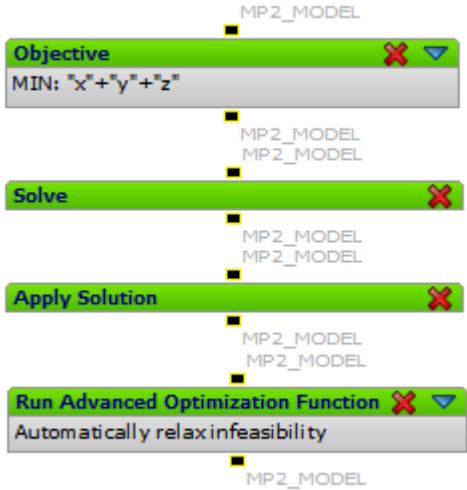 MP2_MODEL
Objective
MIN: "x"+"y"+"z"
MP2_MODEL
MP2_MODEL
Solve
MP2_MODEL
MP2_MODEL
Apply Solution
MP2_MODEL
MP2_MODEL
Run Advanced Optimization Function
Automatically relax infeasibility
MP2_MODEL